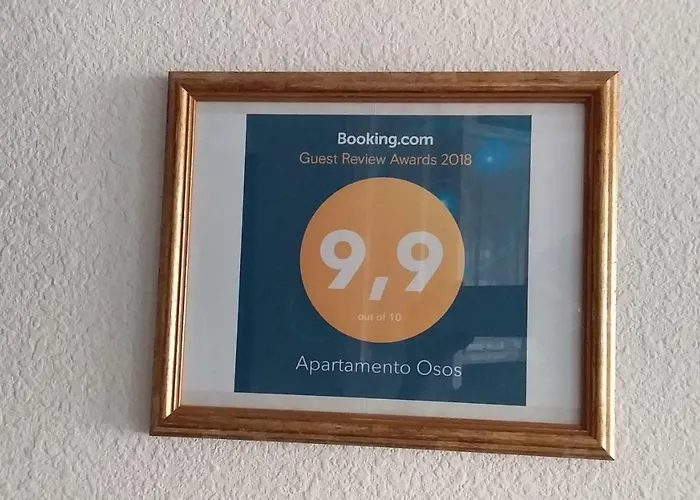 Booking.com
Guest Review Awards 2018
9,9
out of 10
Apartamento Osos